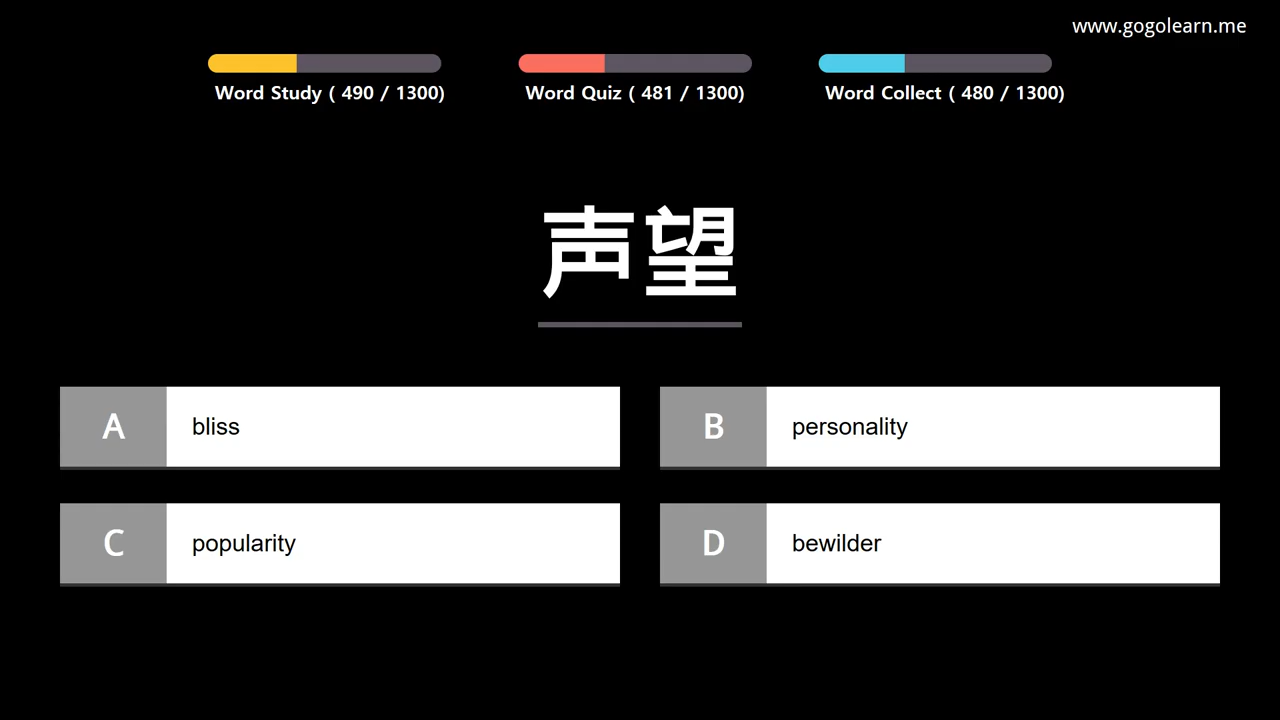 www.gogolearn.me
Word Study ( 490 / 1300)
Word Quiz ( 481 / 1300)
Word Collect ( 480 / 1300)
声望
A bliss
B personality
C popularity
D bewilder